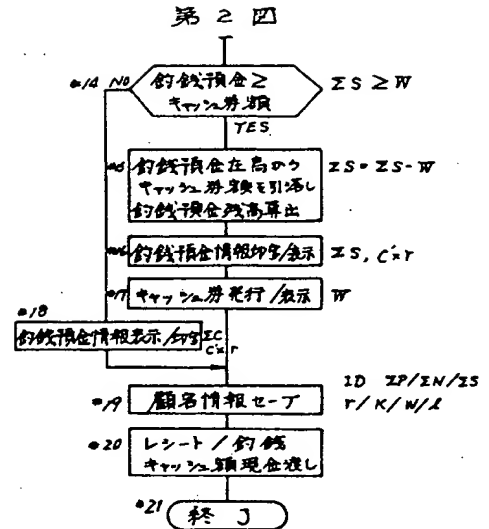 第2図
#14 NO 釣銭預金≧
キャッシュ券額
ΣS≧W
YES
釣銭預金在高から
キャッシュ券額を引落し
釣銭預金残高算出
ΣS=ΣS-W
釣銭預金情報印字/表示
ΣS, C×r
#17 キャッシュ券発行/表示
W
#18
釣銭預金情報表示/印字
ΣC
C×r
#19 顧客情報セーブ
ID ΣP/ΣN/ΣS
r/K/W/l
#20 レシート/釣銭
キャッシュ額現金渡し
#21 終了